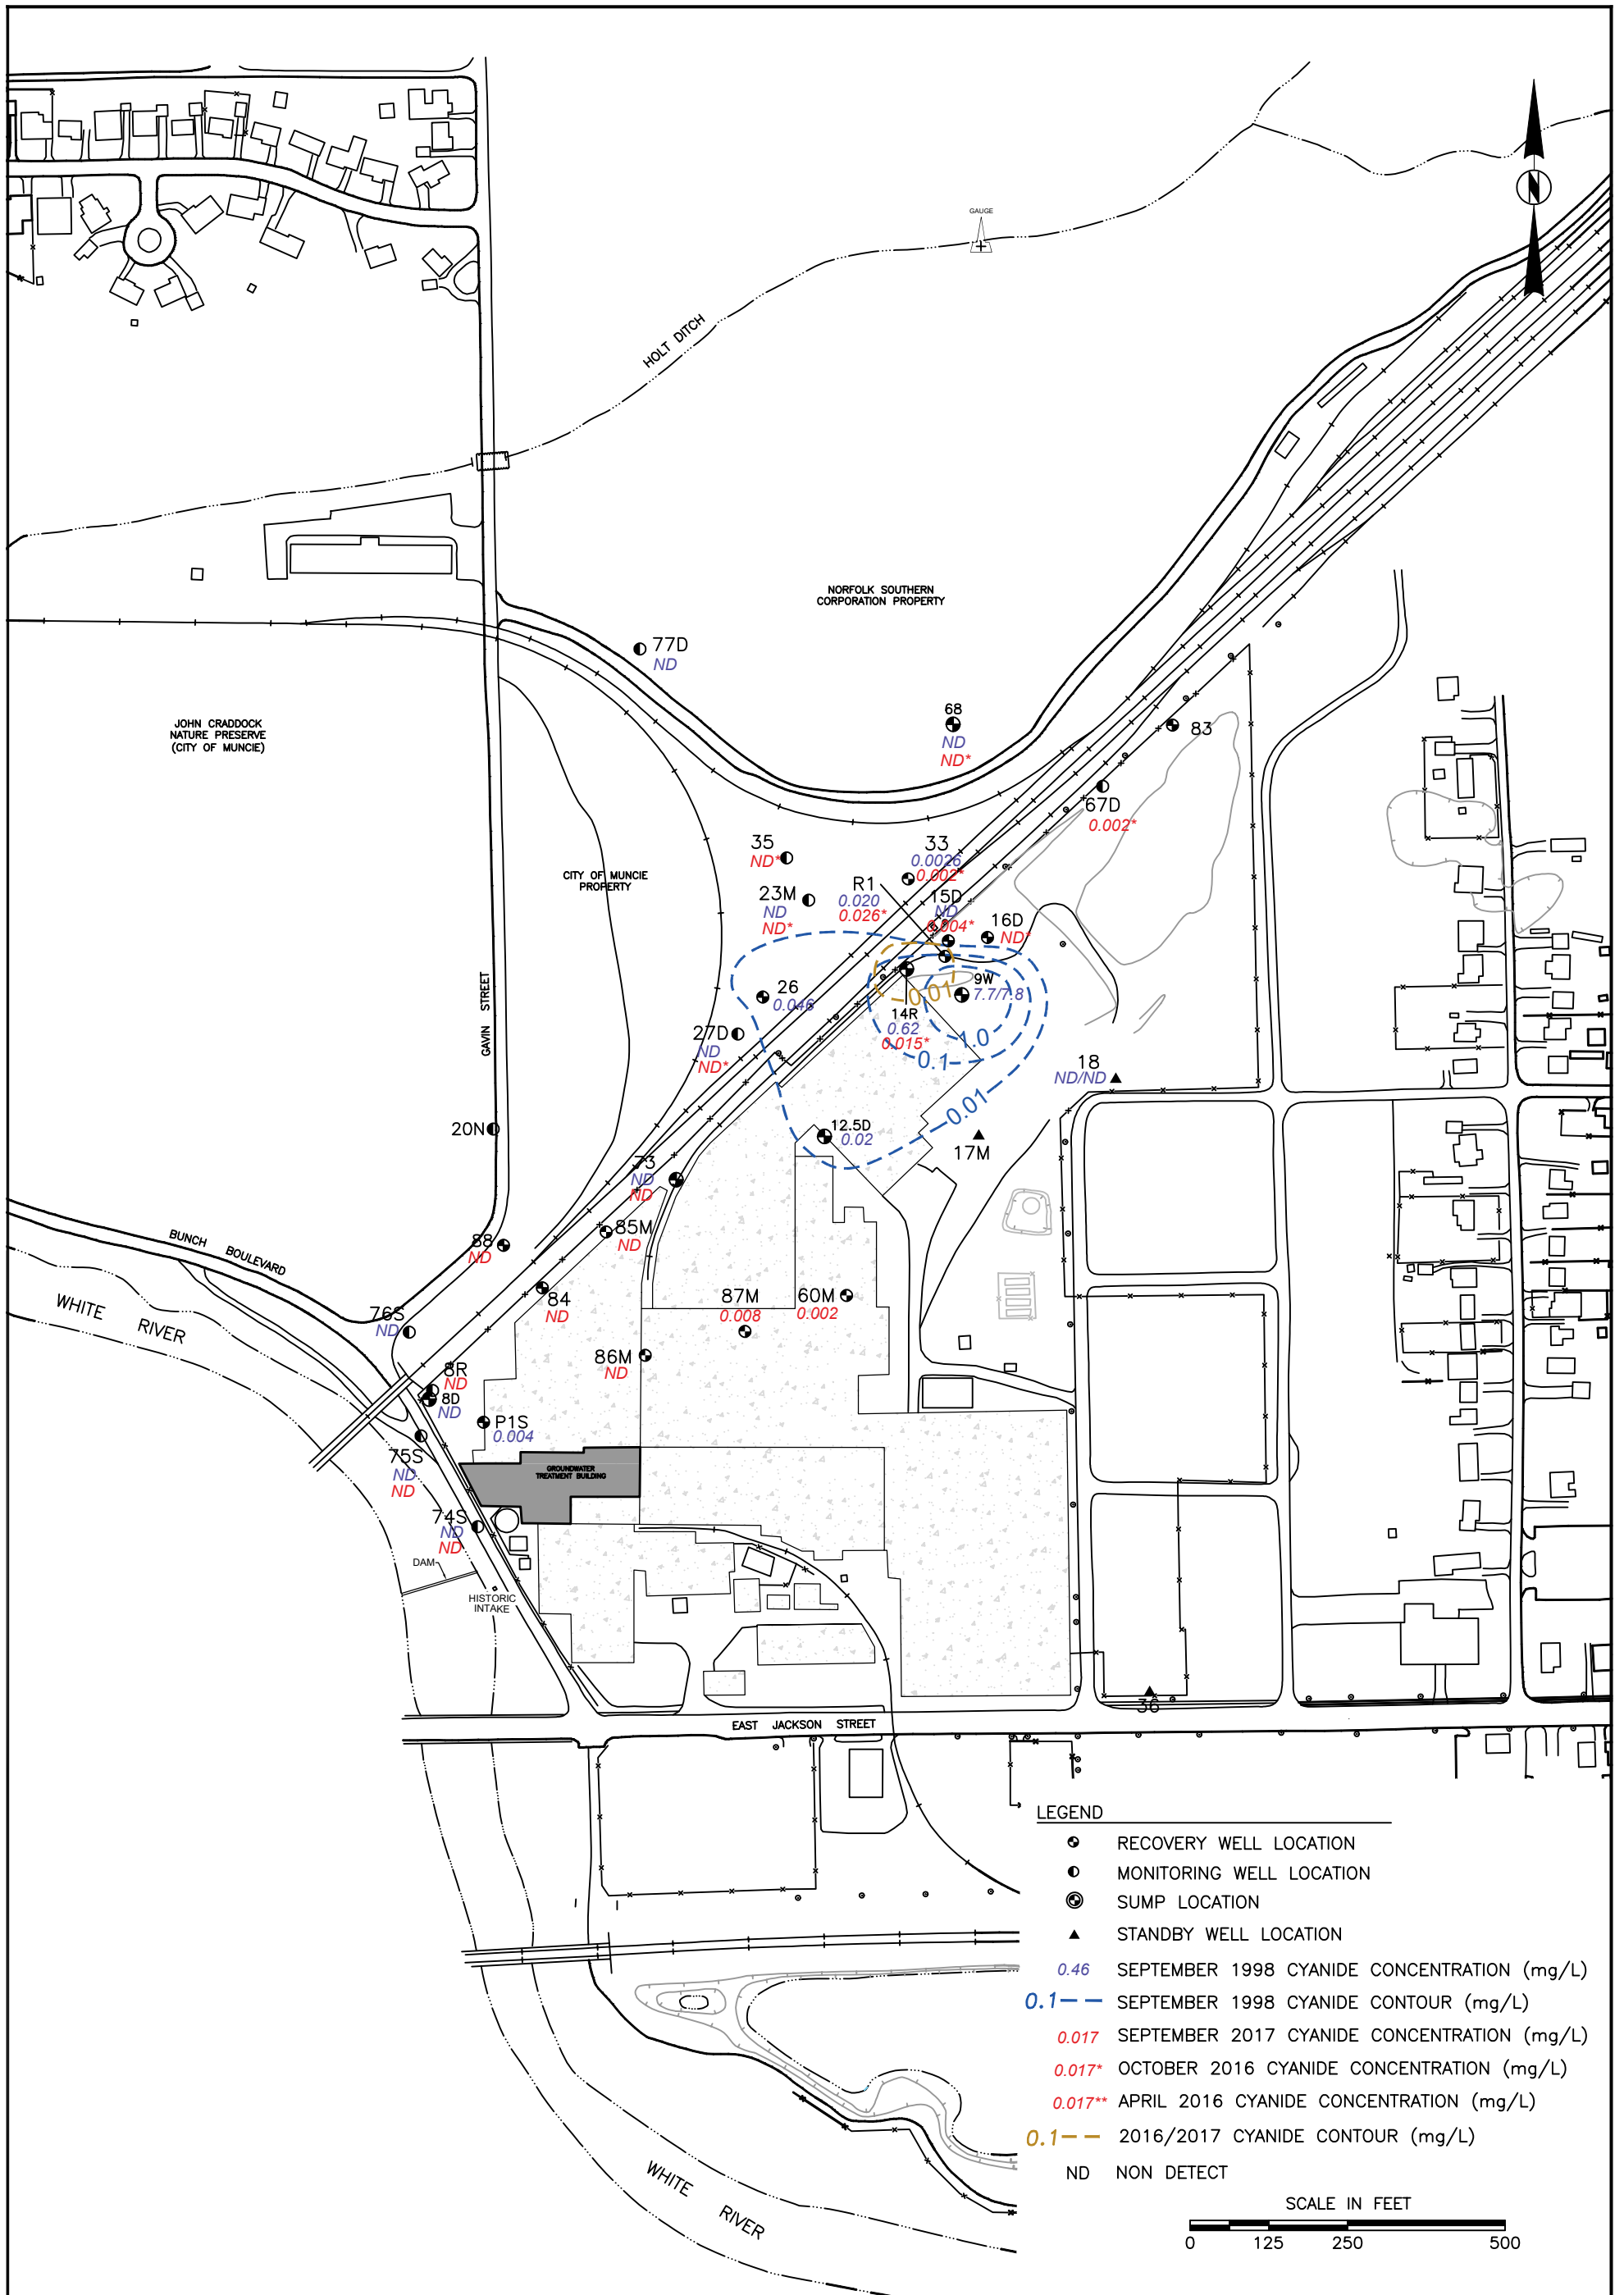 GAUGE
N
HOLT DITCH
NORFOLK SOUTHERN
CORPORATION PROPERTY
77D
ND
JOHN CRADDOCK
NATURE PRESERVE
(CITY OF MUNCIE)
68
ND
ND*
83
67D
0.002*
35
ND*
33
0.0026
0.002*
CITY OF MUNCIE
PROPERTY
23M
ND
ND*
R1
0.020
0.026*
15D
ND
0.004*
16D
ND*
26
0.046
9W
7.7/7.8
0.01
14R
0.62
0.015*
1.0
0.1
0.01
27D
ND
ND*
GAVIN STREET
18
ND/ND
20N
12.5D
0.02
17M
73
ND
ND
85M
ND
88
ND
BUNCH BOULEVARD
WHITE RIVER
84
ND
87M
0.008
60M
0.002
76S
ND
86M
ND
8R
ND
8D
ND
P1S
0.004
75S
ND
ND
GROUNDWATER
TREATMENT BUILDING
74S
ND
ND
DAM
HISTORIC
INTAKE
36
EAST JACKSON STREET
WHITE RIVER
LEGEND
RECOVERY WELL LOCATION
MONITORING WELL LOCATION
SUMP LOCATION
STANDBY WELL LOCATION
0.46 SEPTEMBER 1998 CYANIDE CONCENTRATION (mg/L)
0.1 SEPTEMBER 1998 CYANIDE CONTOUR (mg/L)
0.017 SEPTEMBER 2017 CYANIDE CONCENTRATION (mg/L)
0.017* OCTOBER 2016 CYANIDE CONCENTRATION (mg/L)
0.017** APRIL 2016 CYANIDE CONCENTRATION (mg/L)
0.1 2016/2017 CYANIDE CONTOUR (mg/L)
ND NON DETECT
SCALE IN FEET
0 125 250 500